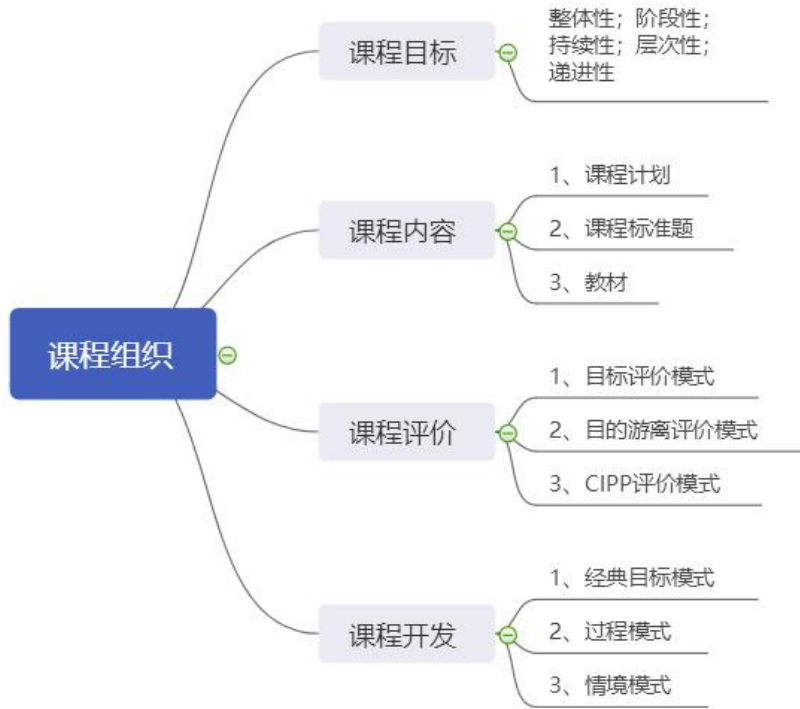 课程组织
课程目标
整体性；阶段性；
持续性；层次性；
递进性
课程内容
1、课程计划
2、课程标准题
3、教材
课程评价
1、目标评价模式
2、目的游离评价模式
3、CIPP评价模式
课程开发
1、经典目标模式
2、过程模式
3、情境模式